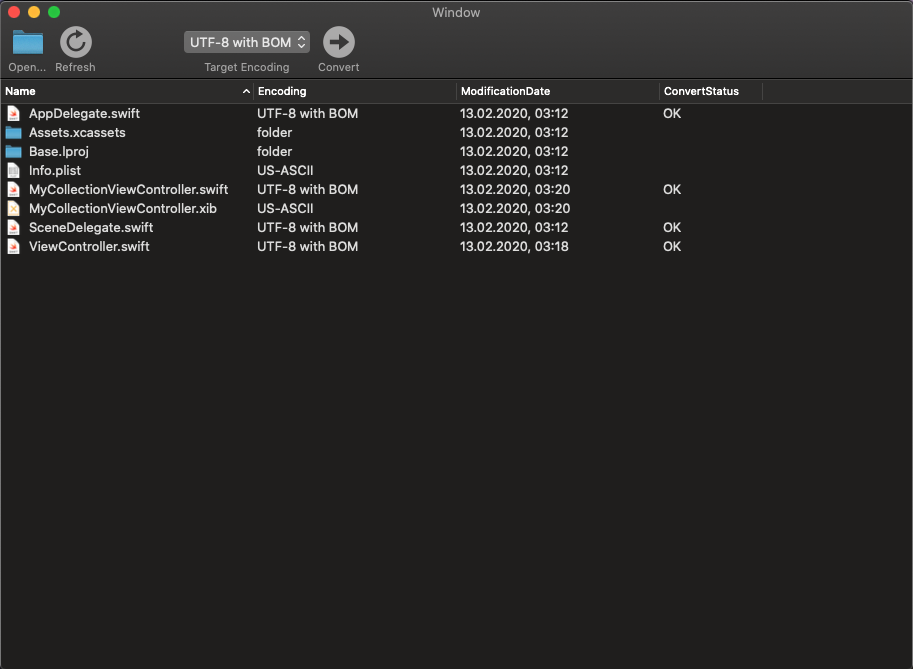 Window
UTF-8 with BOM
Open... Refresh Target Encoding Convert
Name Encoding ModificationDate ConvertStatus
AppDelegate.swift UTF-8 with BOM 13.02.2020, 03:12 OK
Assets.xcassets folder 13.02.2020, 03:12
Base.lproj folder 13.02.2020, 03:12
Info.plist US-ASCII 13.02.2020, 03:12
MyCollectionViewController.swift UTF-8 with BOM 13.02.2020, 03:20 OK
MyCollectionViewController.xib US-ASCII 13.02.2020, 03:20
SceneDelegate.swift UTF-8 with BOM 13.02.2020, 03:12 OK
ViewController.swift UTF-8 with BOM 13.02.2020, 03:18 OK